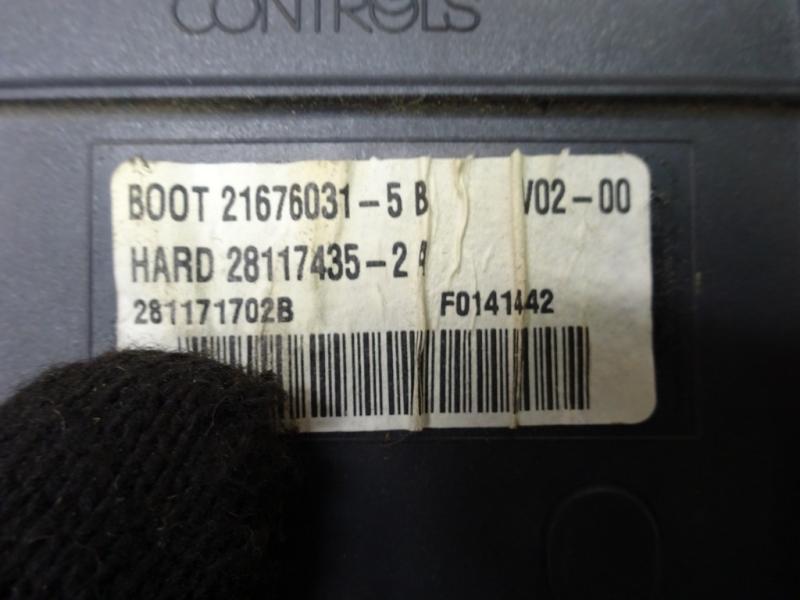 CONTROLS
BOOT 21676031-5 B V02-00
HARD 28117435-2 A
281171702B F0141442